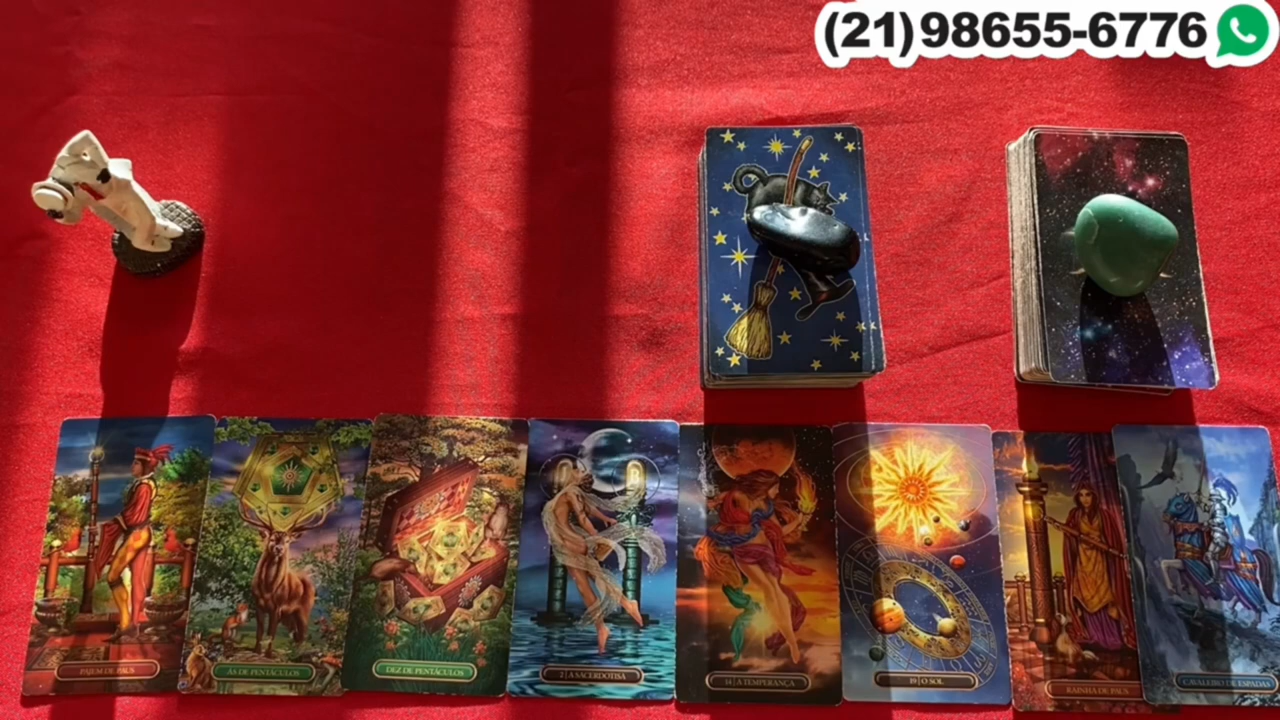 (21)98655-6776
PAJEM DE PAUS
ÁS DE PENTÁCULOS
DEZ DE PENTÁCULOS
2 | A SACERDOTISA
14 | A TEMPERANÇA
19 | O SOL
RAINHA DE PAUS
CAVALEIRO DE ESPADAS
B